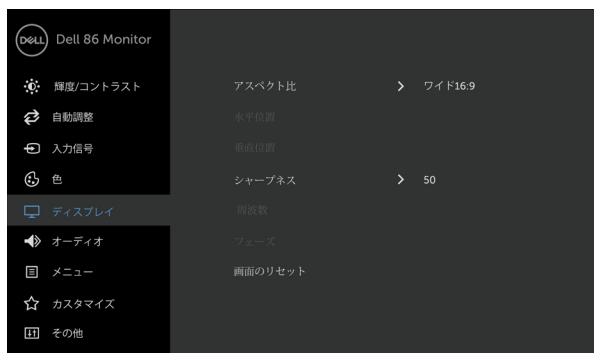 DELL Dell 86 Monitor
輝度/コントラスト
自動調整
入力信号
色
ディスプレイ
オーディオ
メニュー
カスタマイズ
その他
アスペクト比 ワイド16:9
水平位置
垂直位置
シャープネス 50
周波数
フェーズ
画面のリセット